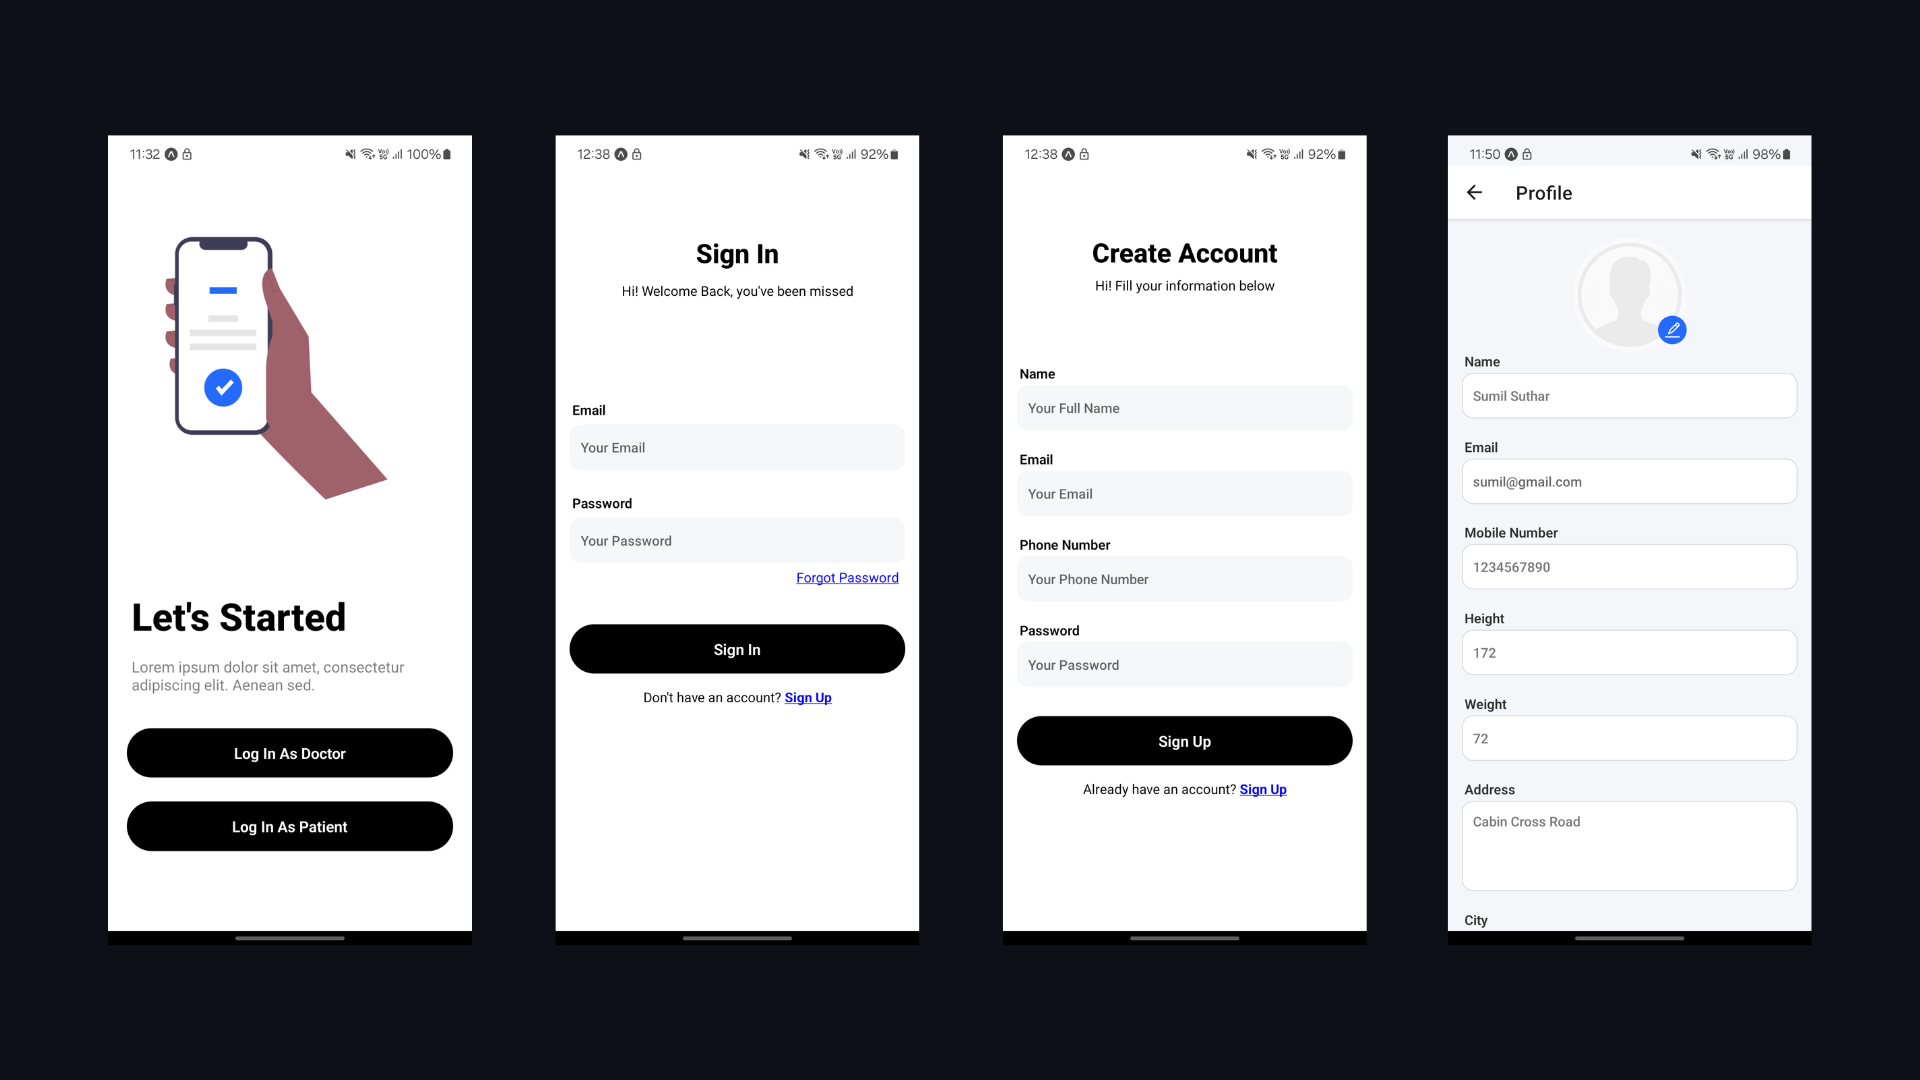 11:32
100%
Let's Started
Lorem ipsum dolor sit amet, consectetur
adipiscing elit. Aenean sed.
Log In As Doctor
Log In As Patient
12:38
92%
Sign In
Hi! Welcome Back, you've been missed
Email
Your Email
Password
Your Password
Forgot Password
Sign In
Don't have an account? Sign Up
12:38
92%
Create Account
Hi! Fill your information below
Name
Your Full Name
Email
Your Email
Phone Number
Your Phone Number
Password
Your Password
Sign Up
Already have an account? Sign Up
11:50
98%
Profile
Name
Sumil Suthar
Email
sumil@gmail.com
Mobile Number
1234567890
Height
172
Weight
72
Address
Cabin Cross Road
City